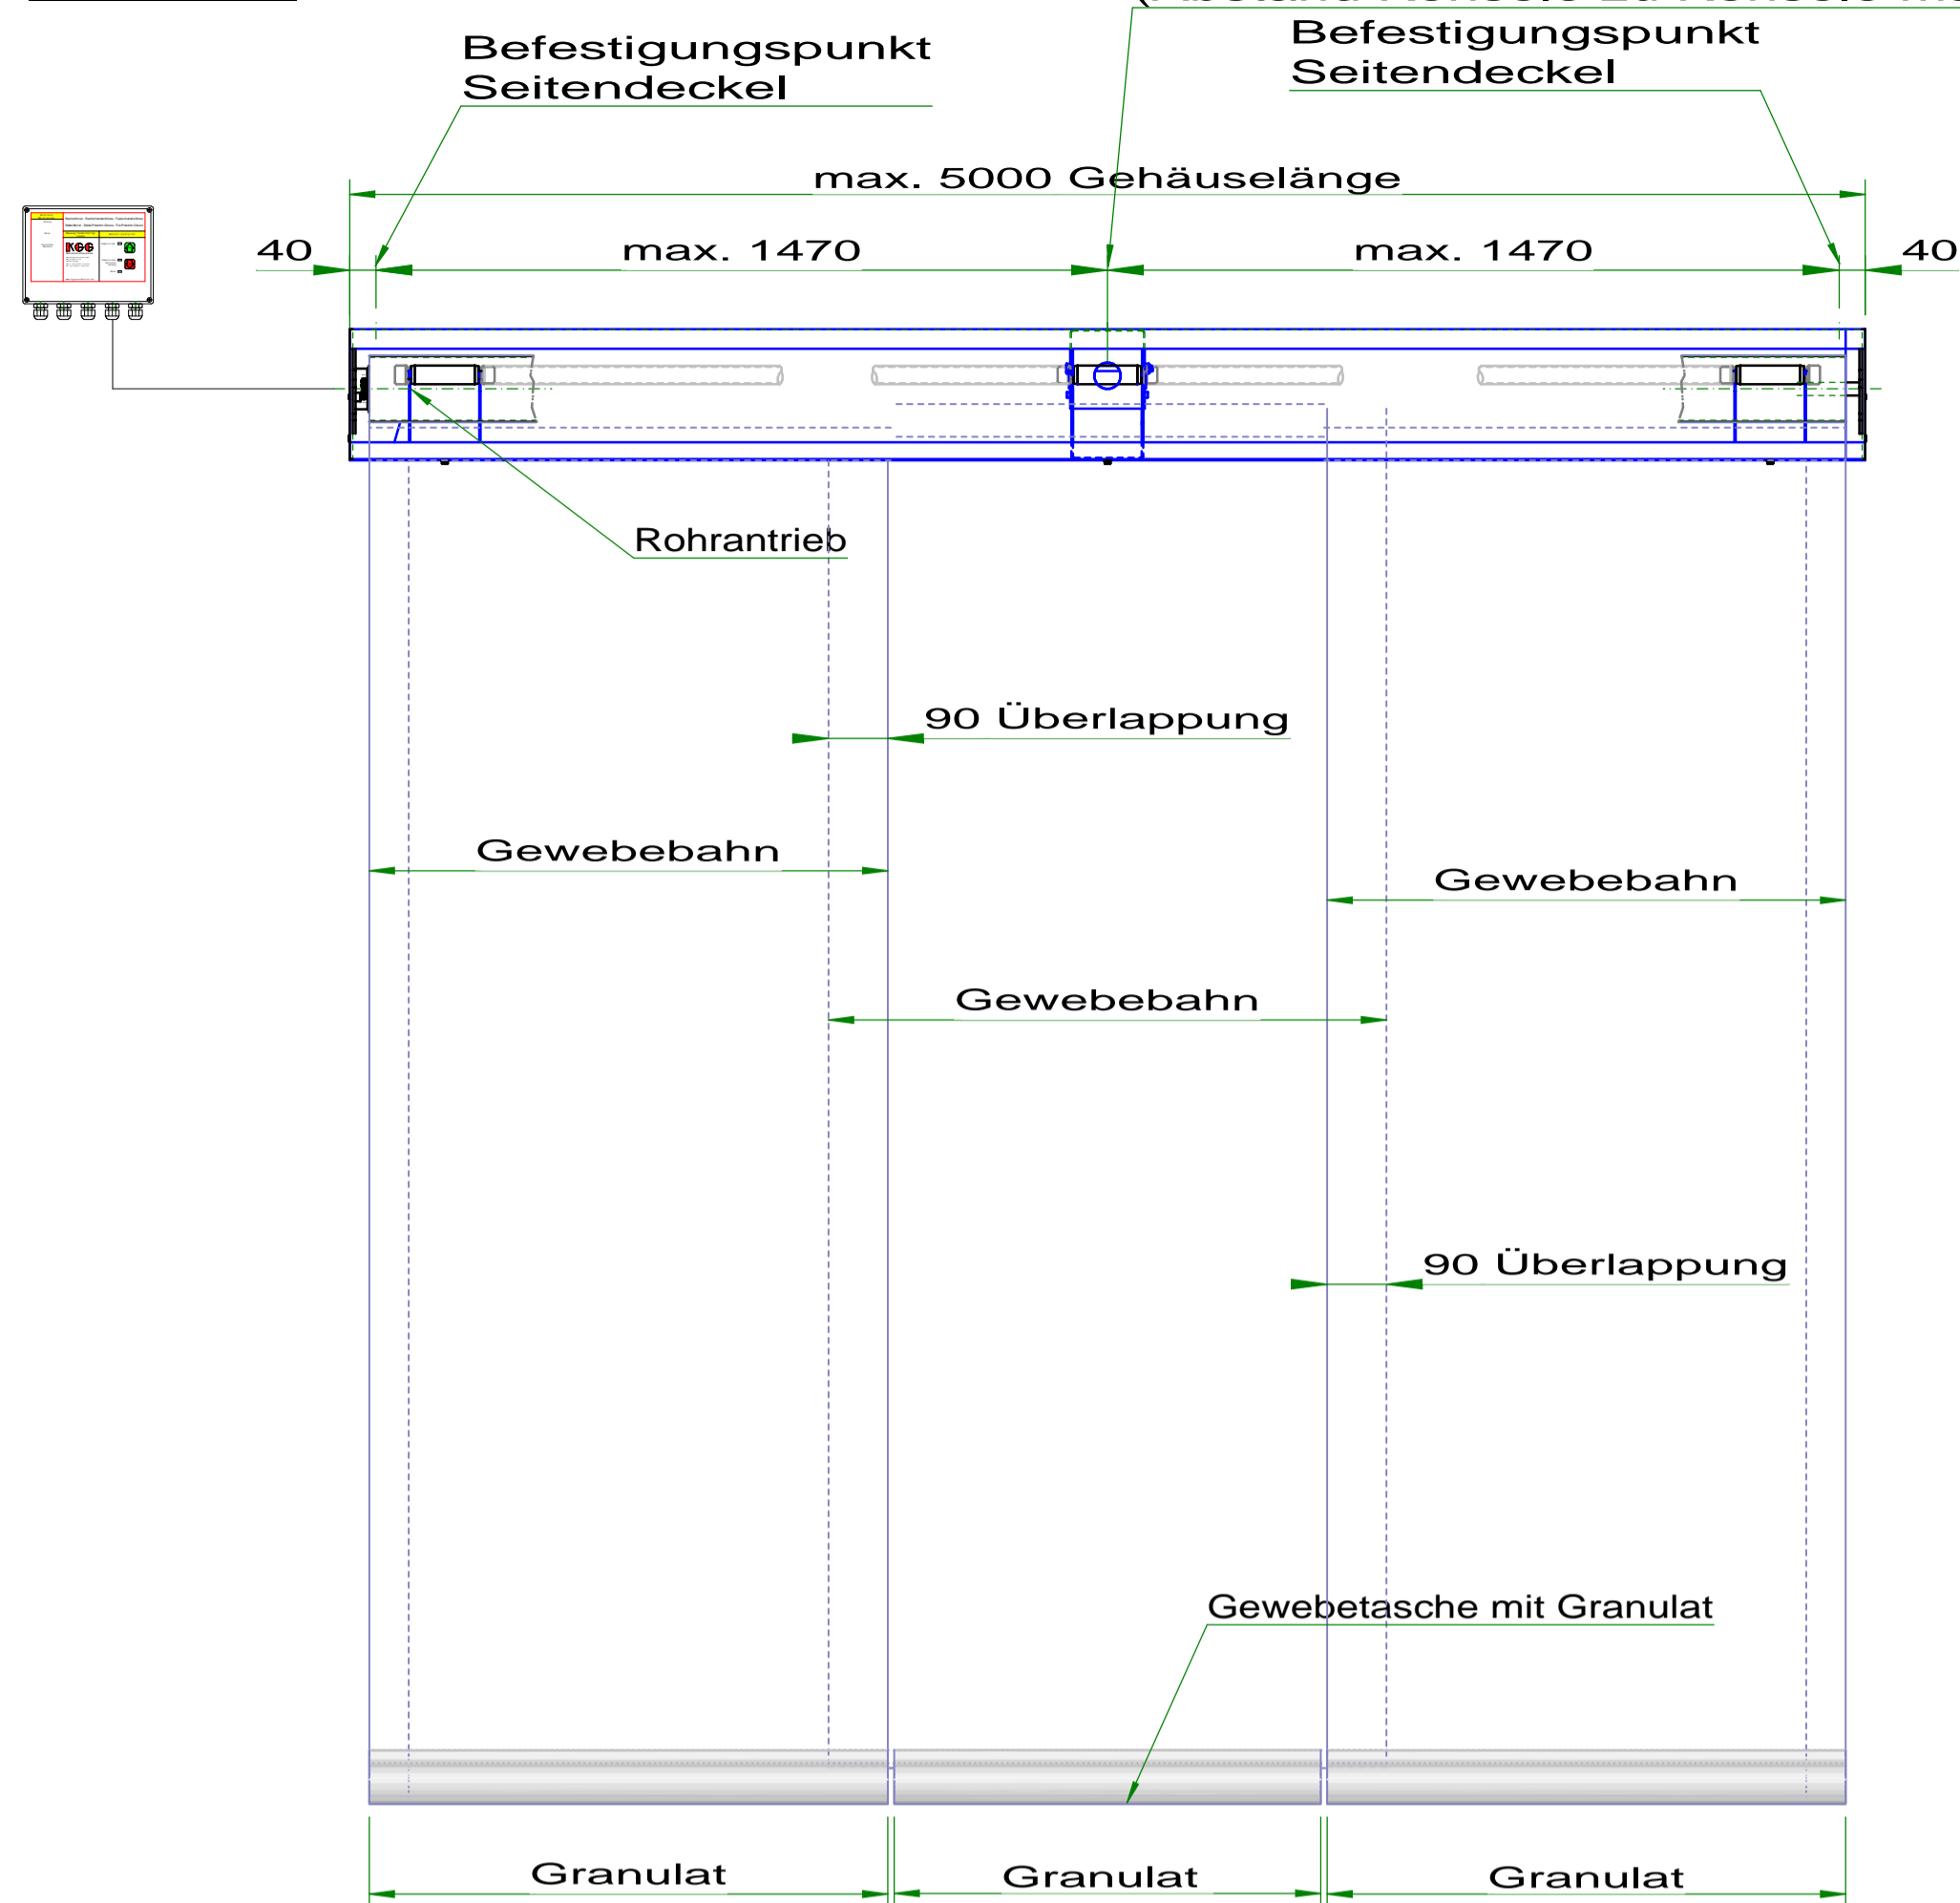 Befestigungspunkt
Seitendeckel
Befestigungspunkt
Seitendeckel
max. 5000 Gehäuselänge
40
max. 1470
max. 1470
40
KGG
Rohrantrieb
90 Überlappung
Gewebebahn
Gewebebahn
Gewebebahn
90 Überlappung
Gewebetasche mit Granulat
Granulat
Granulat
Granulat